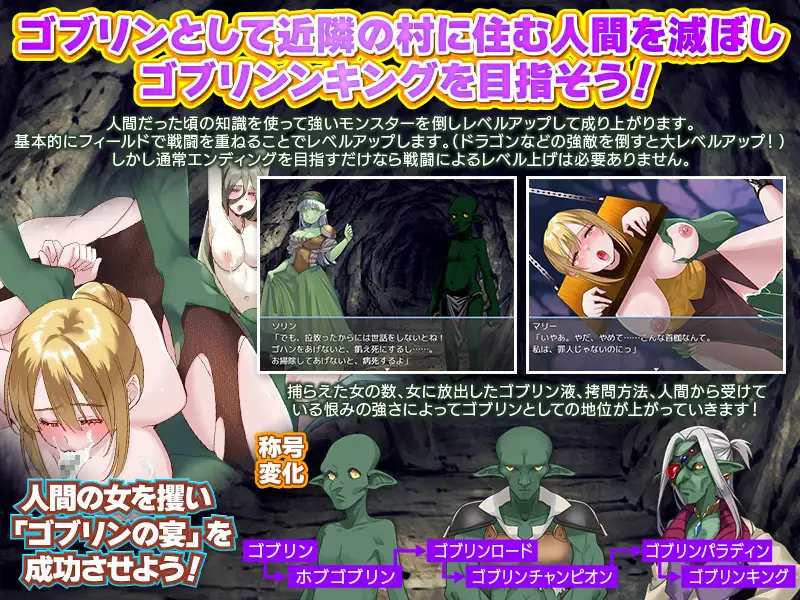 ゴブリンとして近隣の村に住む人間を滅ぼし
ゴブリンンキングを目指そう!
人間だった頃の知識を使って強いモンスターを倒しレベルアップして成り上がります。
基本的にフィールドで戦闘を重ねることでレベルアップします。(ドラゴンなどの強敵を倒すと大レベルアップ!)
しかし通常エンディングを目指すだけなら戦闘によるレベル上げは必要ありません。
ソリン
「でも、拉致ったからには世話をしないとね!
ゴハンをあげないと、飢え死にするし……。
お掃除してあげないと、病死するよ」
マリー
「いやあ。やだ、やめて……こんな首枷なんて。
私は、罪人じゃないのにっ」
捕らえた女の数、女に放出したゴブリン液、拷問方法、人間から受けて
いる恨みの強さによってゴブリンとしての地位が上がっていきます!
称号
変化
人間の女を攫い
「ゴブリンの宴」を
成功させよう!
ゴブリン
ホブゴブリン
ゴブリンロード
ゴブリンチャンピオン
ゴブリンパラディン
ゴブリンキング